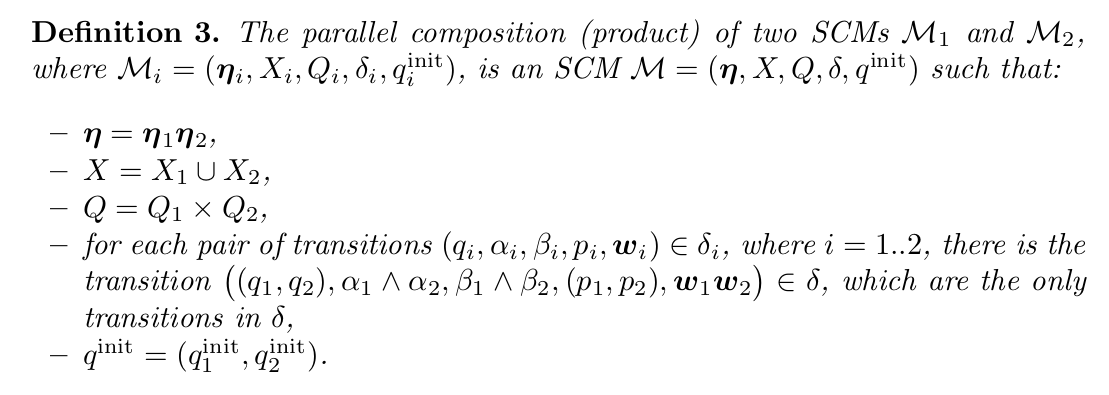 Definition 3. The parallel composition (product) of two SCMs ℳ₁ and ℳ₂,
where ℳᵢ = (𝜼ᵢ, Xᵢ, Qᵢ, δᵢ, qᵢ^init), is an SCM ℳ = (𝜼, X, Q, δ, q^init) such that:
– 𝜼 = 𝜼₁𝜼₂,
– X = X₁ ∪ X₂,
– Q = Q₁ × Q₂,
– for each pair of transitions (qᵢ, αᵢ, βᵢ, pᵢ, 𝒘ᵢ) ∈ δᵢ, where i = 1..2, there is the
transition ((q₁, q₂), α₁ ∧ α₂, β₁ ∧ β₂, (p₁, p₂), 𝒘₁𝒘₂) ∈ δ, which are the only
transitions in δ,
– q^init = (q₁^init, q₂^init).